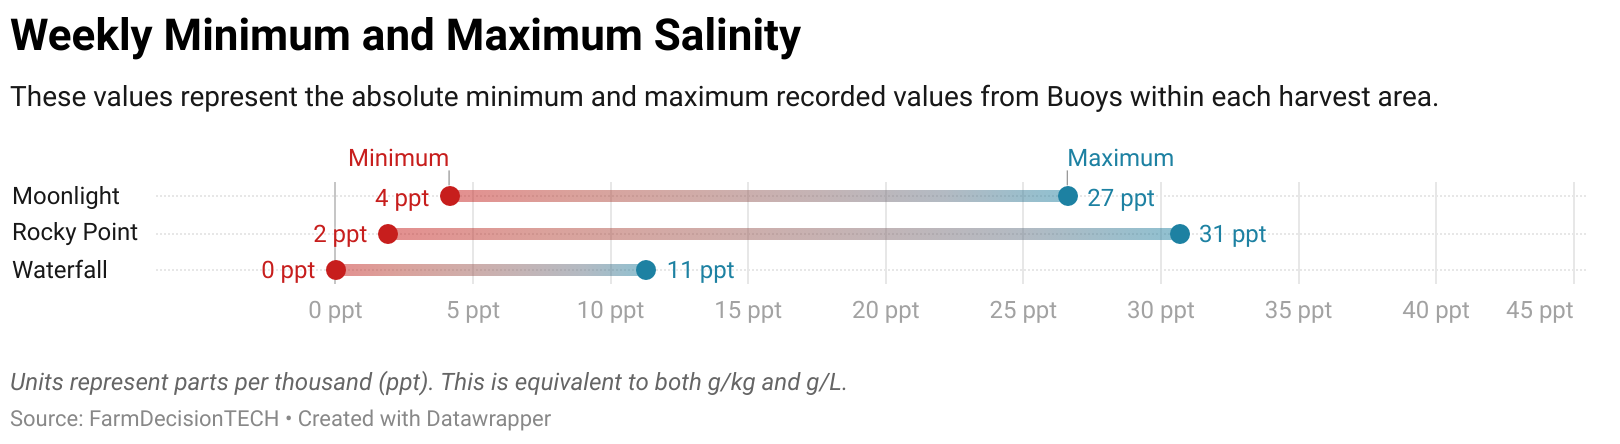 Weekly Minimum and Maximum Salinity
These values represent the absolute minimum and maximum recorded values from Buoys within each harvest area.
Minimum Maximum
Moonlight 4 ppt 27 ppt
Rocky Point 2 ppt 31 ppt
Waterfall 0 ppt 11 ppt
0 ppt 5 ppt 10 ppt 15 ppt 20 ppt 25 ppt 30 ppt 35 ppt 40 ppt 45 ppt
Units represent parts per thousand (ppt). This is equivalent to both g/kg and g/L.
Source: FarmDecisionTECH • Created with Datawrapper